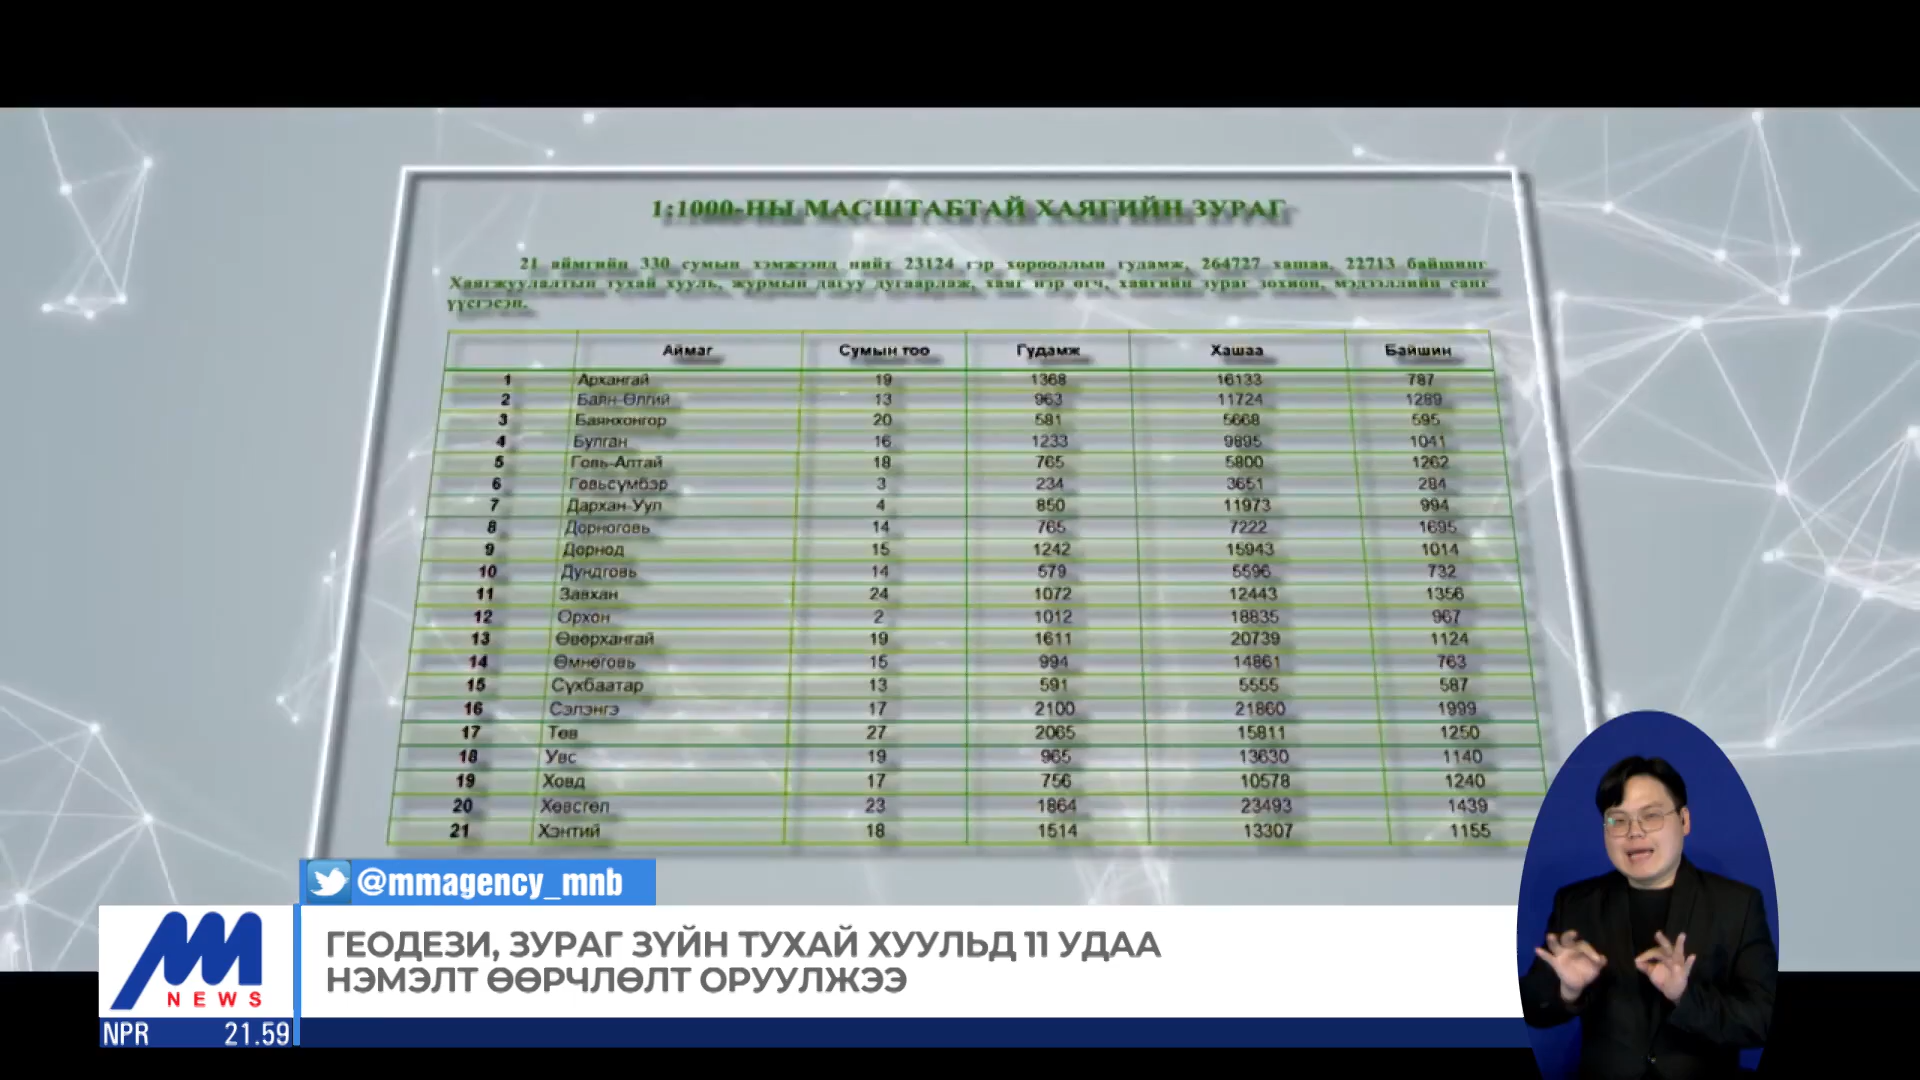 1:1000-НЫ МАСШТАБТАЙ ХАЯГИЙН ЗУРАГ
21 аймгийн 330 сумын хэмжээнд нийт 23124 гэр хорооллын гудамж, 264727 хашаа, 22713 байшинг
Хаягжуулалтын тухай хууль, журмын дагуу дугаарлаж, хаяг нэр өгч, хаягийн зураг зохион, мэдээллийн санг
үүсгэсэн.
Аймаг Сумын тоо Гудамж Хашаа Байшин
1 Архангай 19 1368 16133 787
2 Баян-Өлгий 13 963 11724 1289
3 Баянхонгор 20 581 5668 595
4 Булган 16 1233 9895 1041
5 Говь-Алтай 18 765 5800 1262
6 Говьсүмбэр 3 234 3651 284
7 Дархан-Уул 4 850 11973 994
8 Дорноговь 14 765 7222 1695
9 Дорнод 15 1242 15943 1014
10 Дундговь 14 579 5596 732
11 Завхан 24 1072 12443 1356
12 Орхон 2 1012 18835 967
13 Өвөрхангай 19 1611 20739 1124
14 Өмнөговь 15 994 14861 763
15 Сүхбаатар 13 591 5555 587
16 Сэлэнгэ 17 2100 21860 1999
17 Төв 27 2065 15811 1250
18 Увс 19 965 13630 1140
19 Ховд 17 756 10578 1240
20 Хөвсгөл 23 1864 23493 1439
21 Хэнтий 18 1514 13307 1155
@mmagency_mnb
ГЕОДЕЗИ, ЗУРАГ ЗҮЙН ТУХАЙ ХУУЛЬД 11 УДАА
НЭМЭЛТ ӨӨРЧЛӨЛТ ОРУУЛЖЭЭ
NEWS
NPR 21.59